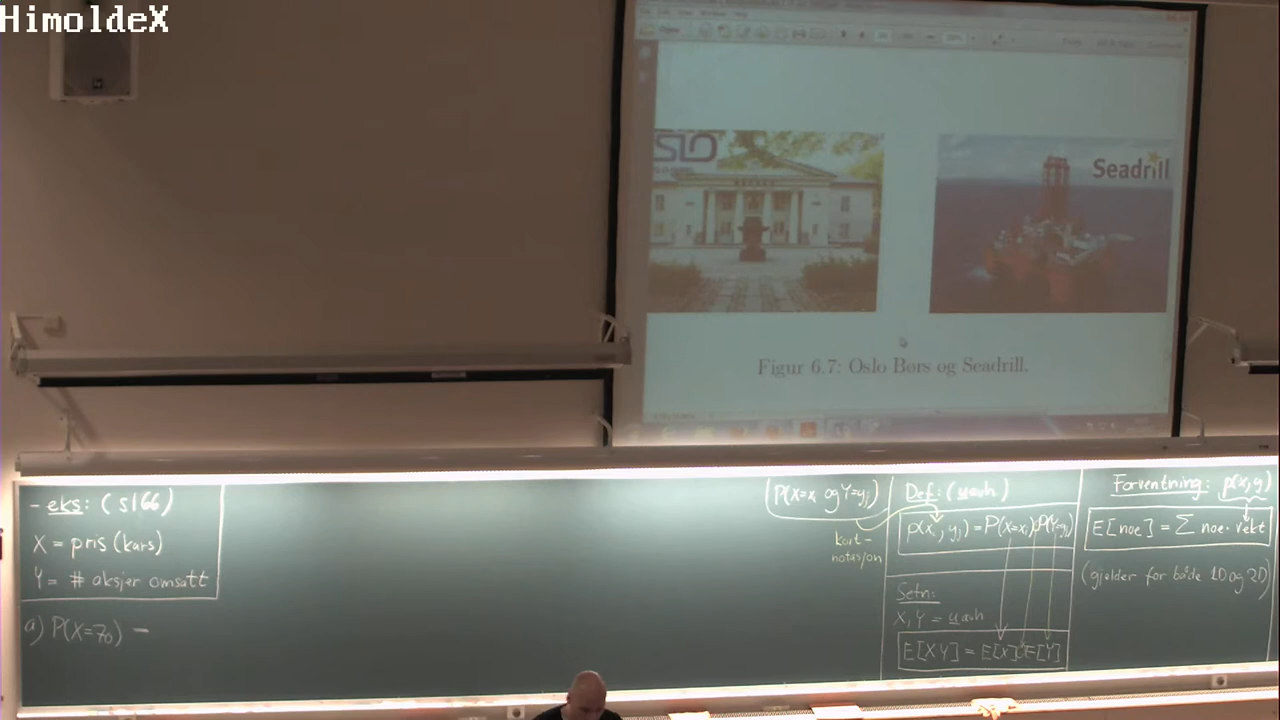 HimoldeX
SLO
Seadrill
Figur 6.7: Oslo Børs og Seadrill.
- eks: (s166)
X = pris (kurs)
Y = # aksjer omsatt
a) P(X=70) =
P(X=xi og Y=yj)
kort-
notasjon
Def: (uavh)
p(xi, yj) = P(X=xi)·P(Y=yj)
Setn:
X, Y = uavh
E[XY] = E[X]·E[Y]
Forventning: p(x,y)
E[noe] = Σ noe · vekt
(gjelder for både 1D og 2D)